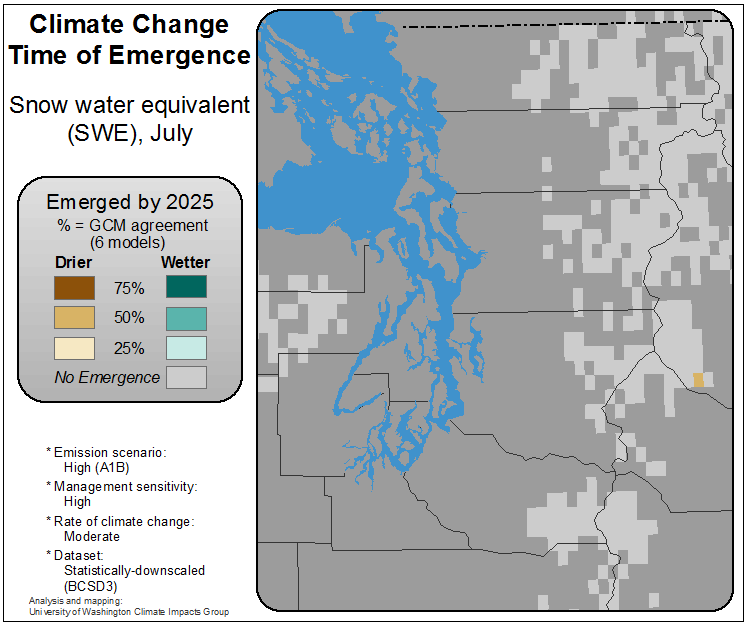 Climate Change
Time of Emergence
Snow water equivalent
(SWE), July
Emerged by 2025
% = GCM agreement
(6 models)
Drier Wetter
75%
50%
25%
No Emergence
* Emission scenario:
High (A1B)
* Management sensitivity:
High
* Rate of climate change:
Moderate
* Dataset:
Statistically-downscaled
(BCSD3)
Analysis and mapping:
University of Washington Climate Impacts Group